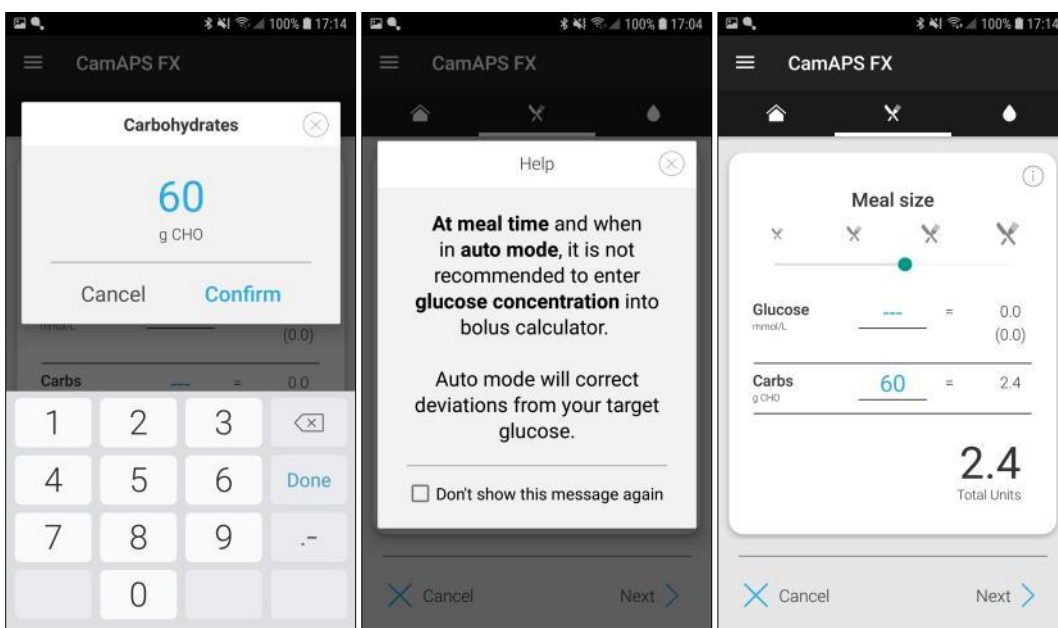 100% 17:14
CamAPS FX
Carbohydrates
60
g CHO
Cancel Confirm
mmol/L
(0.0)
Carbs --- = 0.0
1 2 3
4 5 6 Done
7 8 9 .-
0
100% 17:04
CamAPS FX
Help
At meal time and when
in auto mode, it is not
recommended to enter
glucose concentration into
bolus calculator.
Auto mode will correct
deviations from your target
glucose.
Don't show this message again
Cancel Next
100% 17:14
CamAPS FX
Meal size
Glucose --- = 0.0
mmol/L (0.0)
Carbs 60 = 2.4
g CHO
2.4
Total Units
Cancel Next